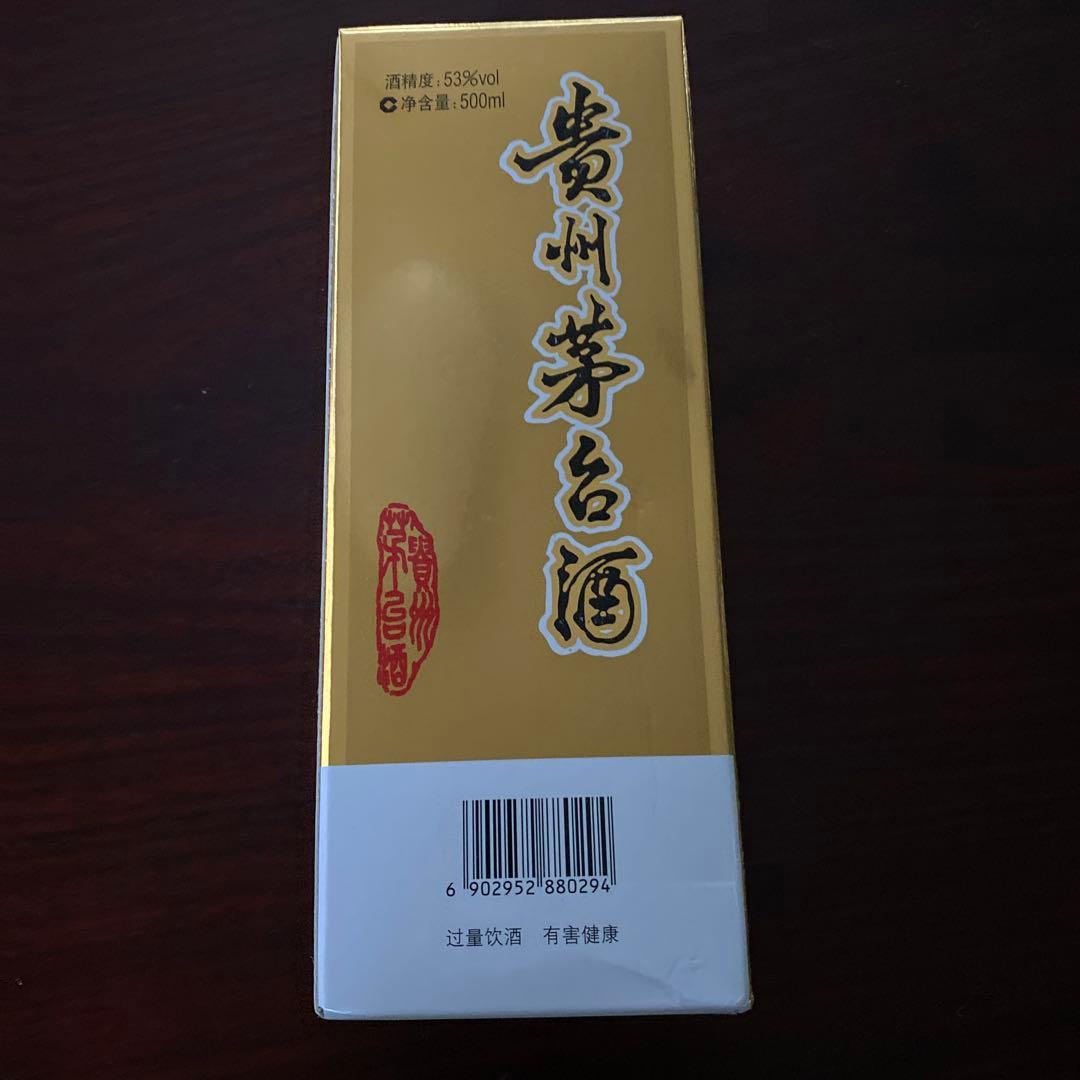 酒精度:53%vol
净含量:500ml
贵州茅台酒
貴州
茅台酒
6 902952 880294
过量饮酒 有害健康